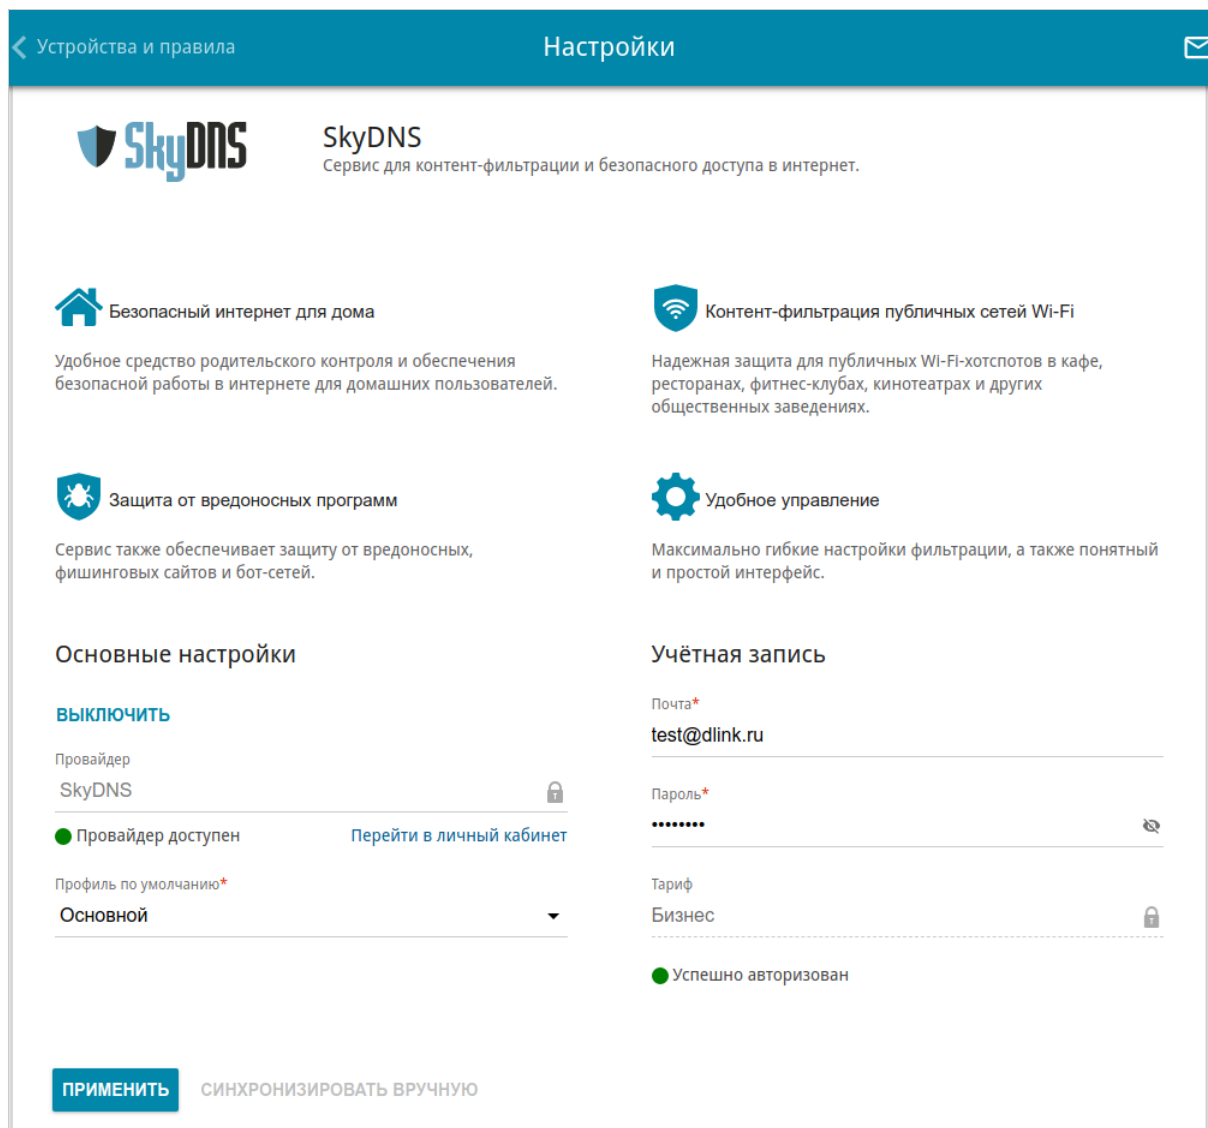 Устройства и правила
Настройки
SkyDNS
SkyDNS
Сервис для контент-фильтрации и безопасного доступа в интернет.
Безопасный интернет для дома
Удобное средство родительского контроля и обеспечения
безопасной работы в интернете для домашних пользователей.
Контент-фильтрация публичных сетей Wi-Fi
Надежная защита для публичных Wi-Fi-хотспотов в кафе,
ресторанах, фитнес-клубах, кинотеатрах и других
общественных заведениях.
Защита от вредоносных программ
Сервис также обеспечивает защиту от вредоносных,
фишинговых сайтов и бот-сетей.
Удобное управление
Максимально гибкие настройки фильтрации, а также понятный
и простой интерфейс.
Основные настройки
ВЫКЛЮЧИТЬ
Провайдер
SkyDNS
Провайдер доступен
Перейти в личный кабинет
Профиль по умолчанию*
Основной
Учётная запись
Почта*
test@dlink.ru
Пароль*
••••••••
Тариф
Бизнес
Успешно авторизован
ПРИМЕНИТЬ
СИНХРОНИЗИРОВАТЬ ВРУЧНУЮ